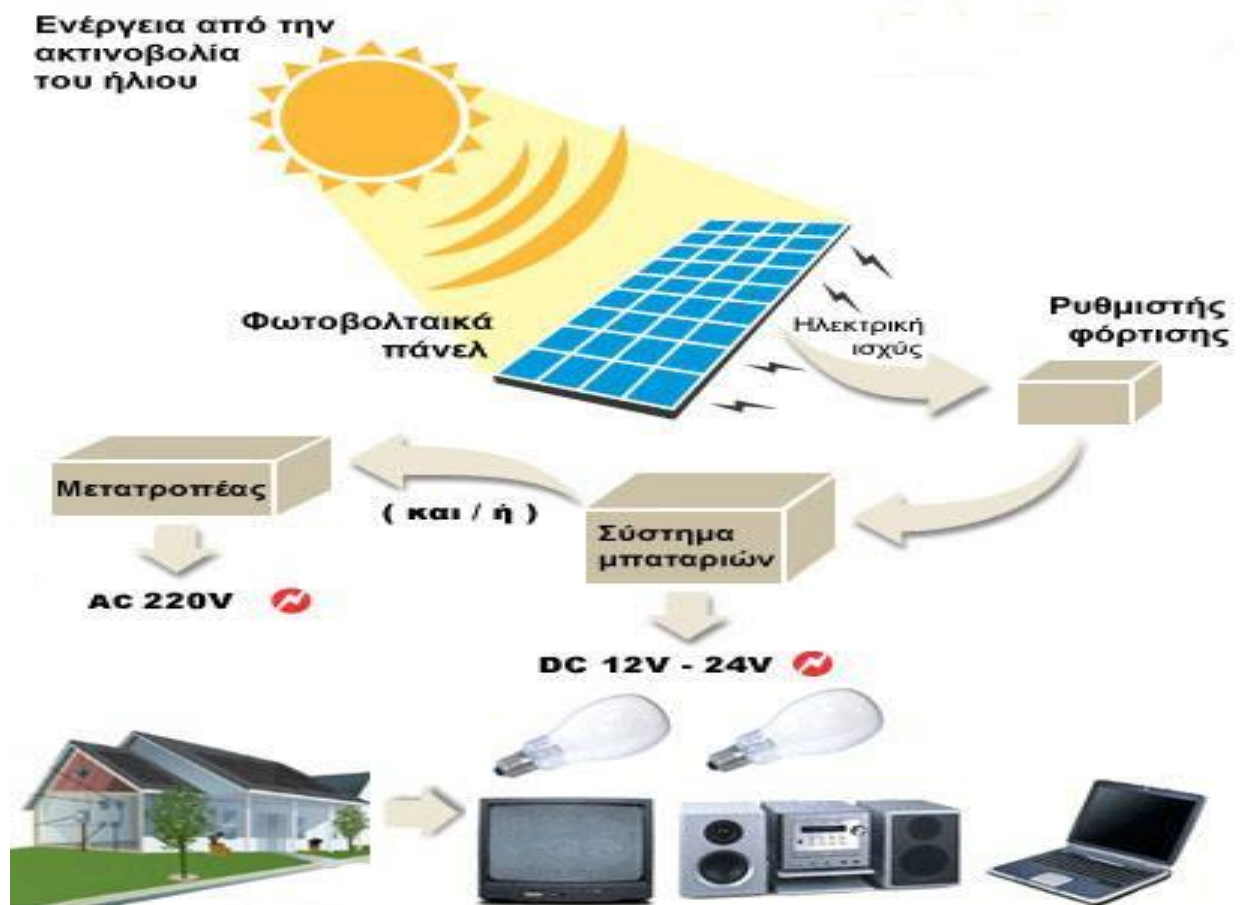 Ενέργεια από την
ακτινοβολία
του ήλιου
Φωτοβολταικά
πάνελ
Ηλεκτρική
ισχύς
Ρυθμιστής
φόρτισης
Μετατροπέας
( και / ή )
Σύστημα
μπαταριών
AC 220V
DC 12V - 24V